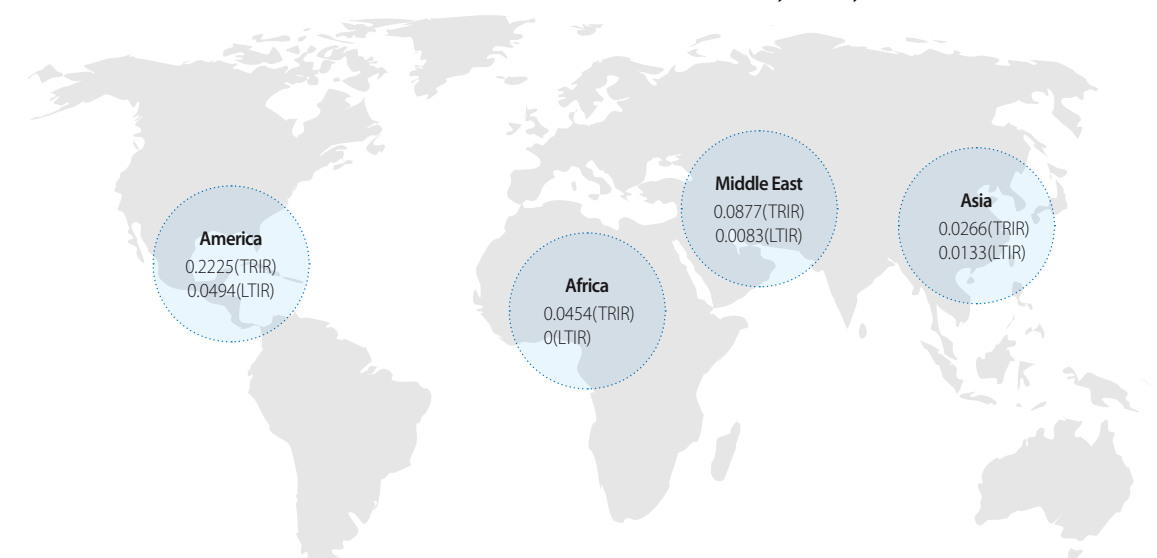 Middle East
0.0877(TRIR)
0.0083(LTIR)
Asia
0.0266(TRIR)
0.0133(LTIR)
America
0.2225(TRIR)
0.0494(LTIR)
Africa
0.0454(TRIR)
0(LTIR)